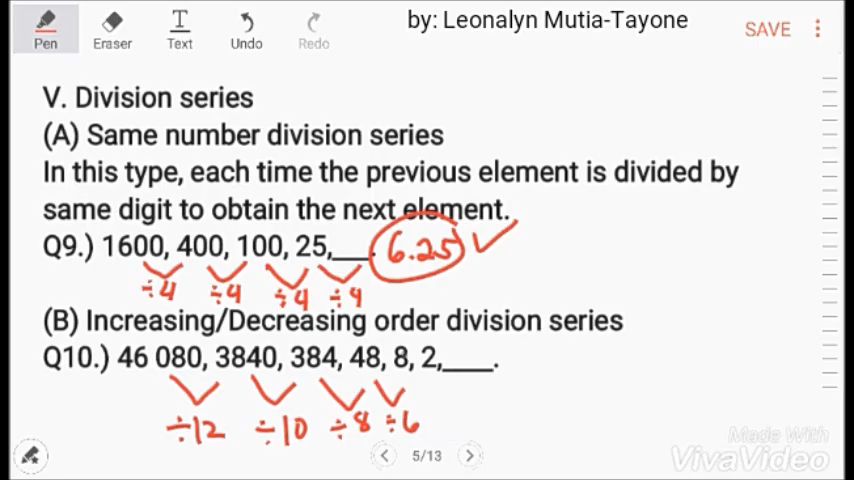 by: Leonalyn Mutia-Tayone
Pen Eraser Text Undo Redo SAVE
V. Division series
(A) Same number division series
In this type, each time the previous element is divided by
same digit to obtain the next element.
Q9.) 1600, 400, 100, 25,___. 6.25 ✓
÷4 ÷4 ÷4 ÷4
(B) Increasing/Decreasing order division series
Q10.) 46 080, 3840, 384, 48, 8, 2,____.
÷12 ÷10 ÷8 ÷6
5/13
Made With
VivaVideo